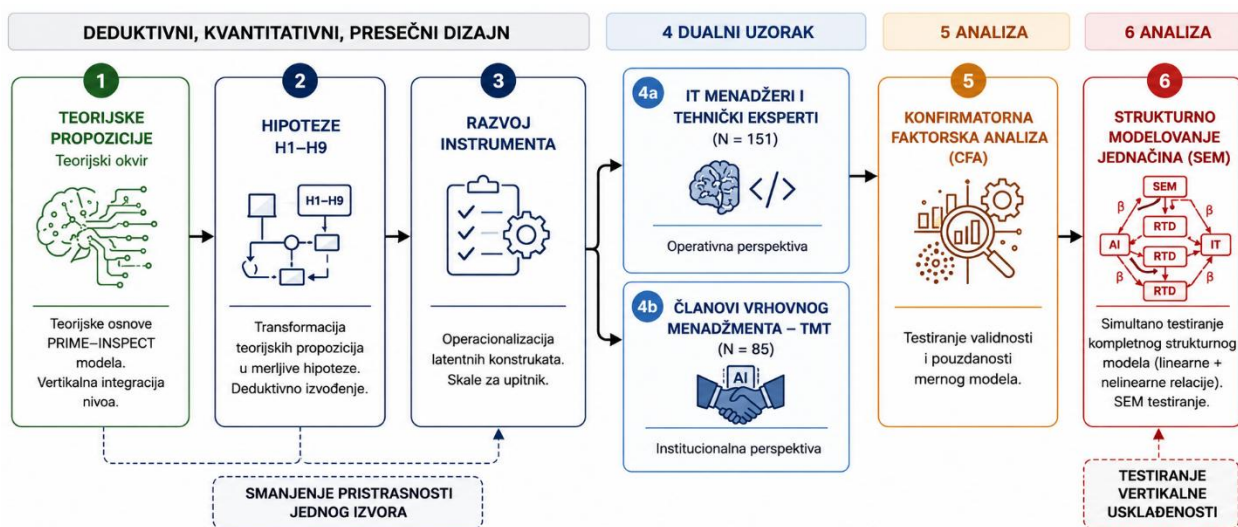 DEDUKTIVNI, KVANTITATIVNI, PRESEČNI DIZAJN
4 DUALNI UZORAK
5 ANALIZA
6 ANALIZA
1
TEORIJSKE
PROPOZICIJE
Teorijski okvir
Teorijske osnove
PRIME–INSPECT
modela.
Vertikalna integracija
nivoa.
2
HIPOTEZE
H1–H9
H1–H9
Transformacija
teorijskih propozicija
u merljive hipoteze.
Deduktivno izvođenje.
3
RAZVOJ
INSTRUMENTA
Operacionalizacija
latentnih konstrukata.
Skale za upitnik.
4a
IT MENADŽERI I
TEHNIČKI EKSPERTI
(N = 151)
</>
Operativna perspektiva
4b
ČLANOVI VRHOVNOG
MENADŽMENTA – TMT
(N = 85)
AI
Institucionalna perspektiva
5
KONFIRMATORNA
FAKTORSKA ANALIZA
(CFA)
Testiranje validnosti
i pouzdanosti
mernog modela.
6
STRUKTURNO
MODELOVANJE
JEDNAČINA (SEM)
SEM
β β
RTD
AI IT
RTD
β β
RTD
Simultano testiranje
kompletnog strukturnog
modela (linearne +
nelinearne relacije).
SEM testiranje.
SMANJENJE PRISTRASNOSTI
JEDNOG IZVORA
TESTIRANJE
VERTIKALNE
USKLAĐENOSTI